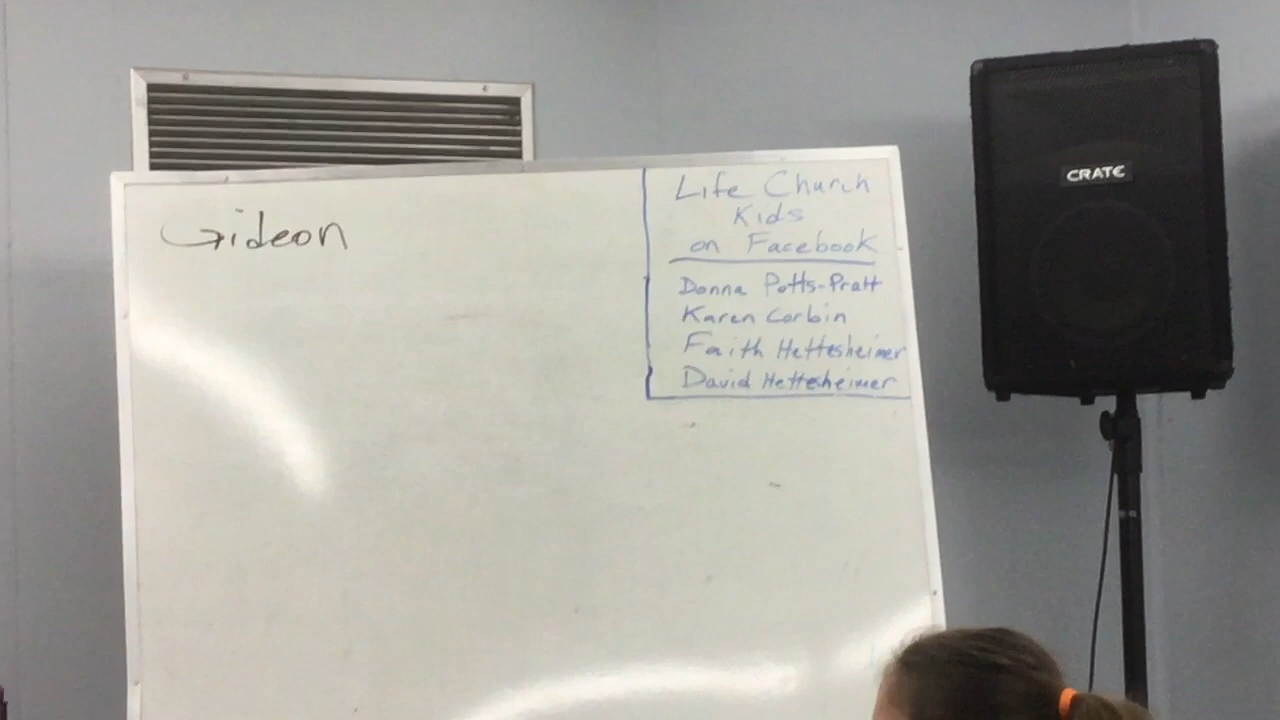 Gideon
Life Church
Kids
on Facebook
Donna Potts-Pratt
Karen Corbin
Faith Hettesheimer
David Hettesheimer
CRATE